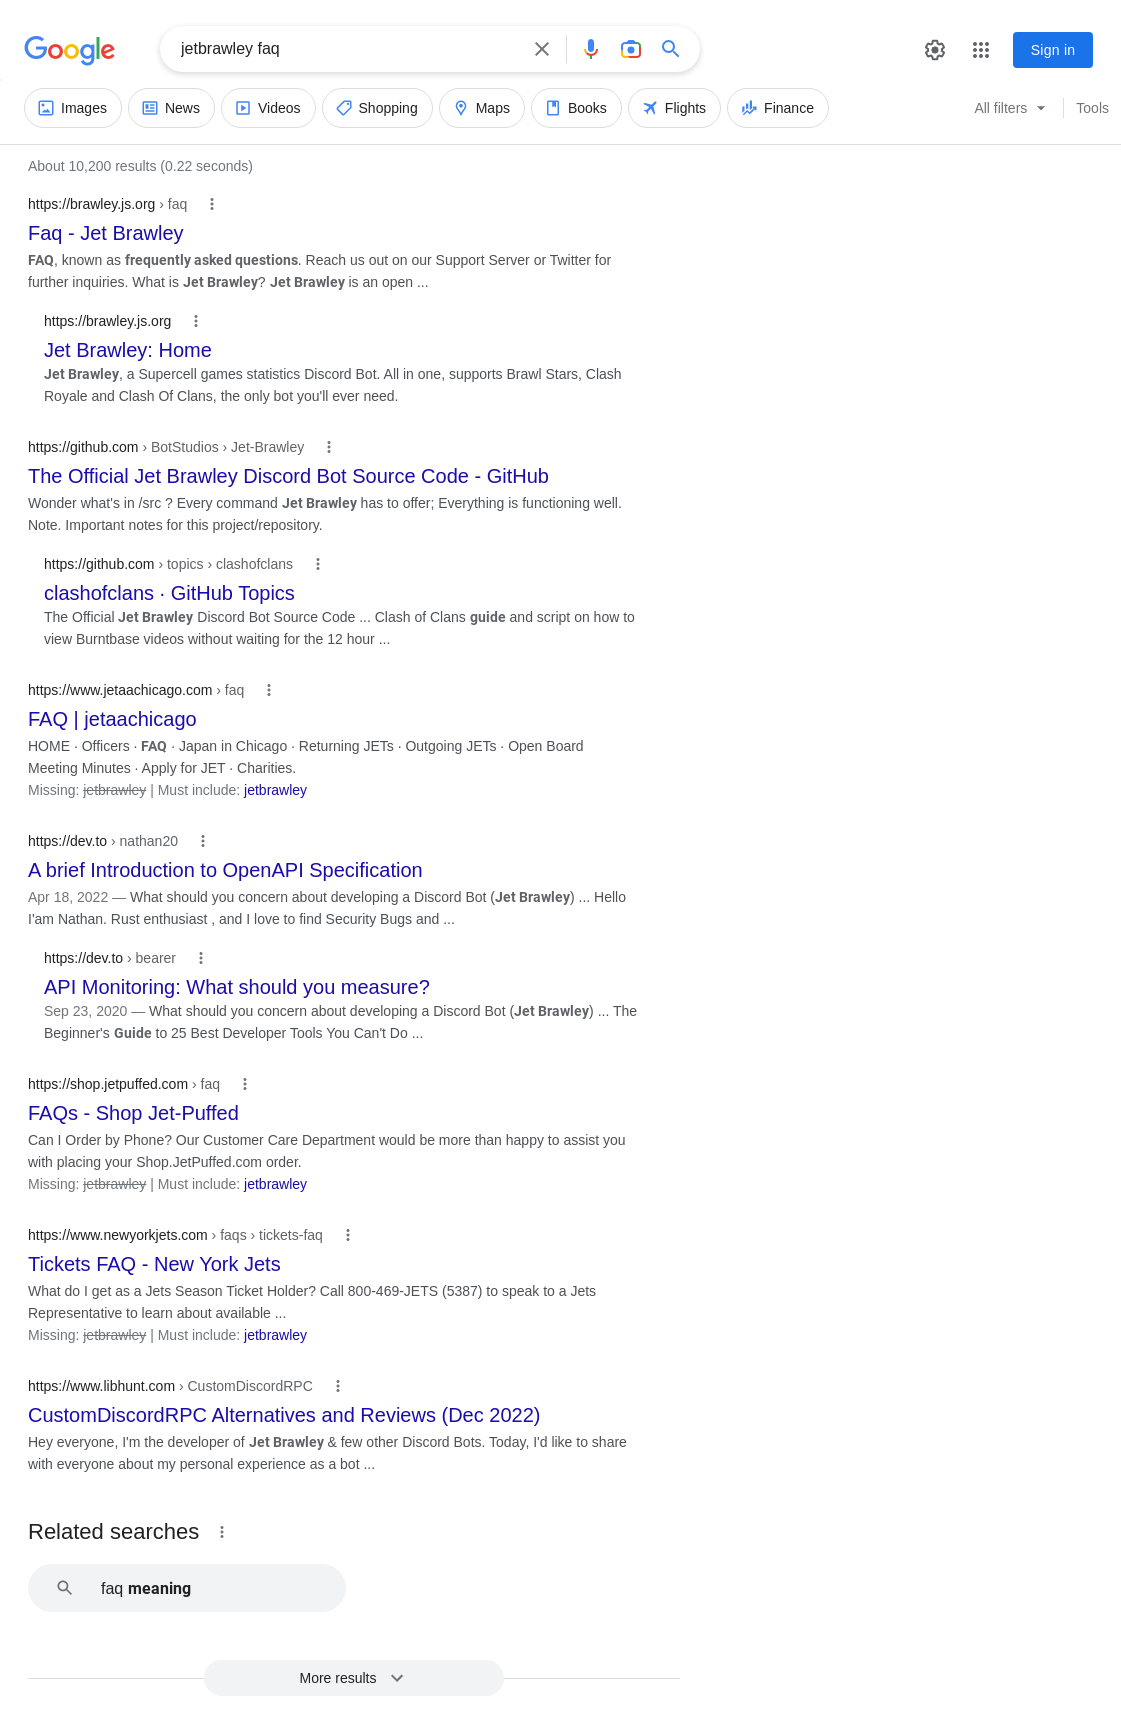 Google
jetbrawley faq
Sign in
Images
News
Videos
Shopping
Maps
Books
Flights
Finance
All filters
Tools
About 10,200 results (0.22 seconds)
https://brawley.js.org › faq
Faq - Jet Brawley
FAQ, known as frequently asked questions. Reach us out on our Support Server or Twitter for
further inquiries. What is Jet Brawley? Jet Brawley is an open ...
https://brawley.js.org
Jet Brawley: Home
Jet Brawley, a Supercell games statistics Discord Bot. All in one, supports Brawl Stars, Clash
Royale and Clash Of Clans, the only bot you'll ever need.
https://github.com › BotStudios › Jet-Brawley
The Official Jet Brawley Discord Bot Source Code - GitHub
Wonder what's in /src ? Every command Jet Brawley has to offer; Everything is functioning well.
Note. Important notes for this project/repository.
https://github.com › topics › clashofclans
clashofclans · GitHub Topics
The Official Jet Brawley Discord Bot Source Code ... Clash of Clans guide and script on how to
view Burntbase videos without waiting for the 12 hour ...
https://www.jetaachicago.com › faq
FAQ | jetaachicago
HOME · Officers · FAQ · Japan in Chicago · Returning JETs · Outgoing JETs · Open Board
Meeting Minutes · Apply for JET · Charities.
Missing: jetbrawley | Must include: jetbrawley
https://dev.to › nathan20
A brief Introduction to OpenAPI Specification
Apr 18, 2022 — What should you concern about developing a Discord Bot (Jet Brawley) ... Hello
I'am Nathan. Rust enthusiast , and I love to find Security Bugs and ...
https://dev.to › bearer
API Monitoring: What should you measure?
Sep 23, 2020 — What should you concern about developing a Discord Bot (Jet Brawley) ... The
Beginner's Guide to 25 Best Developer Tools You Can't Do ...
https://shop.jetpuffed.com › faq
FAQs - Shop Jet-Puffed
Can I Order by Phone? Our Customer Care Department would be more than happy to assist you
with placing your Shop.JetPuffed.com order.
Missing: jetbrawley | Must include: jetbrawley
https://www.newyorkjets.com › faqs › tickets-faq
Tickets FAQ - New York Jets
What do I get as a Jets Season Ticket Holder? Call 800-469-JETS (5387) to speak to a Jets
Representative to learn about available ...
Missing: jetbrawley | Must include: jetbrawley
https://www.libhunt.com › CustomDiscordRPC
CustomDiscordRPC Alternatives and Reviews (Dec 2022)
Hey everyone, I'm the developer of Jet Brawley & few other Discord Bots. Today, I'd like to share
with everyone about my personal experience as a bot ...
Related searches
faq meaning
More results